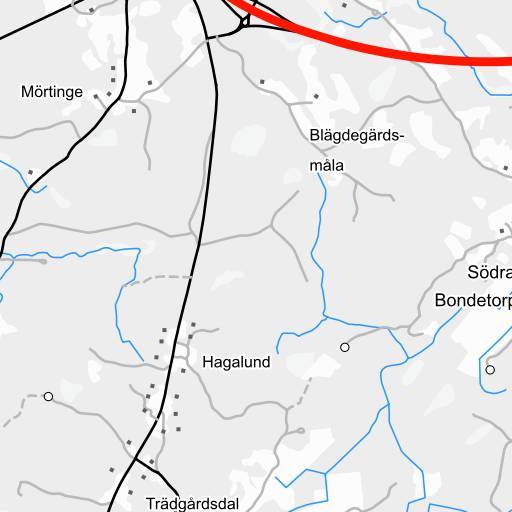 Mörtinge
Blägdegärds-
måla
Södra
Bondetorp
Hagalund
Trädgårdsdal